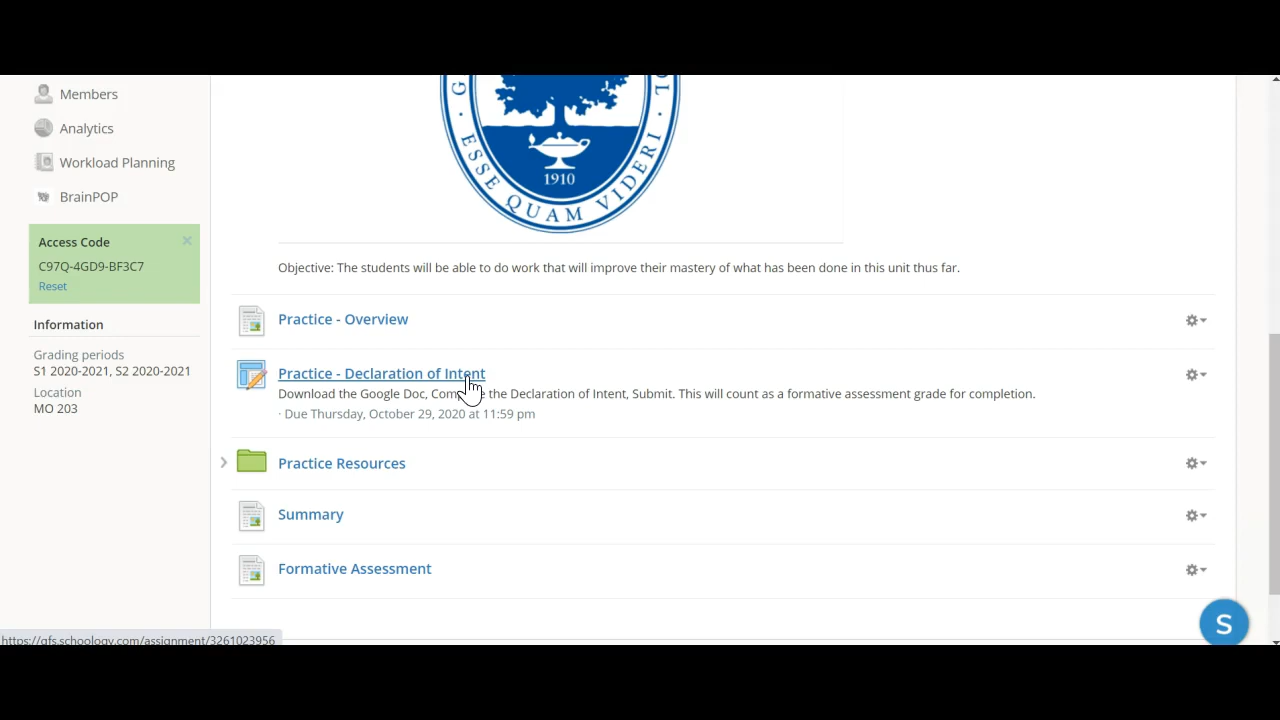 Members
Analytics
Workload Planning
BrainPOP
Access Code
C97Q-4GD9-BF3C7
Reset
Information
Grading periods
S1 2020-2021, S2 2020-2021
Location
MO 203
G
ESSE QUAM VIDERI
1910
Objective: The students will be able to do work that will improve their mastery of what has been done in this unit thus far.
Practice - Overview
Practice - Declaration of Intent
Download the Google Doc, the Declaration of Intent, Submit. This will count as a formative assessment grade for completion.
· Due Thursday, October 29, 2020 at 11:59 pm
Practice Resources
Summary
Formative Assessment
S
https://gfs.schoology.com/assignment/3261023956